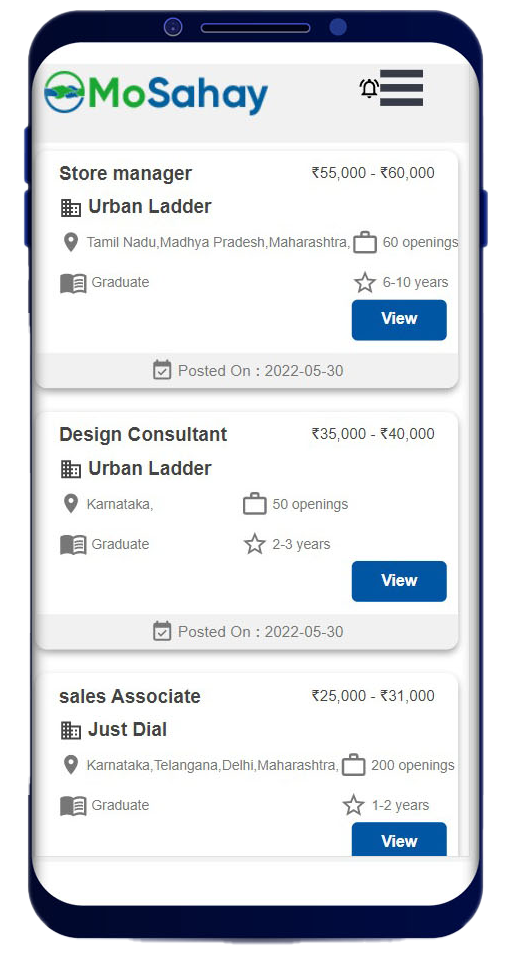 MoSahay
Store manager ₹55,000 - ₹60,000
Urban Ladder
Tamil Nadu,Madhya Pradesh,Maharashtra, 60 openings
Graduate 6-10 years
View
Posted On : 2022-05-30
Design Consultant ₹35,000 - ₹40,000
Urban Ladder
Karnataka, 50 openings
Graduate 2-3 years
View
Posted On : 2022-05-30
sales Associate ₹25,000 - ₹31,000
Just Dial
Karnataka,Telangana,Delhi,Maharashtra, 200 openings
Graduate 1-2 years
View